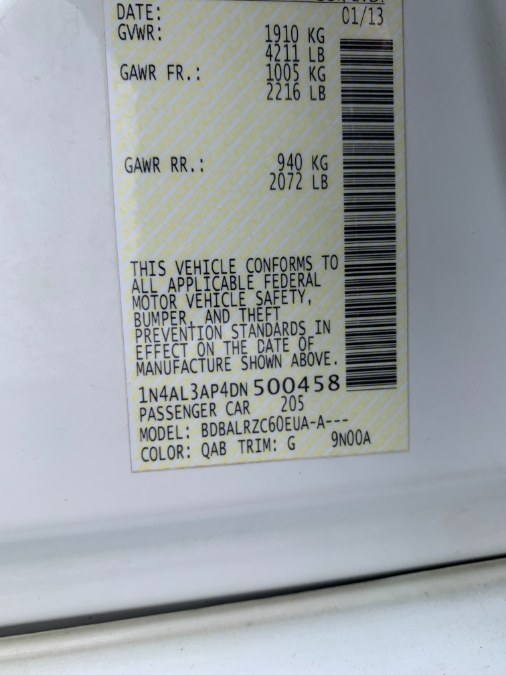 DATE: 01/13
GVWR: 1910 KG
4211 LB
GAWR FR.: 1005 KG
2216 LB
GAWR RR.: 940 KG
2072 LB
THIS VEHICLE CONFORMS TO
ALL APPLICABLE FEDERAL
MOTOR VEHICLE SAFETY,
BUMPER, AND THEFT
PREVENTION STANDARDS IN
EFFECT ON THE DATE OF
MANUFACTURE SHOWN ABOVE.
1N4AL3AP4DN500458
PASSENGER CAR 205
MODEL: BDBALRZC60EUA-A---
COLOR: QAB TRIM: G 9N00A